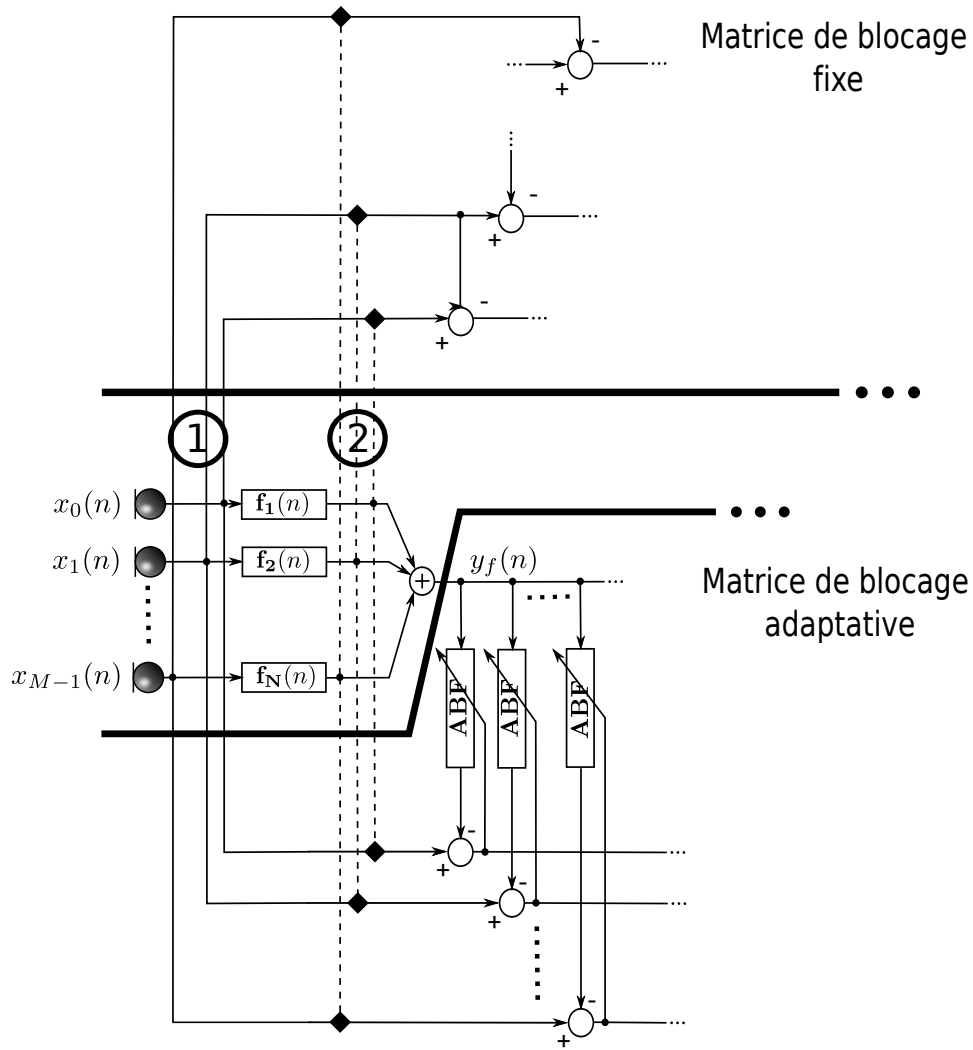 Matrice de blocage
fixe
-
...
...
+
...
-
...
+
-
...
+
...
1
2
x_0(n)
f_1(n)
x_1(n)
f_2(n)
+
y_f(n)
...
Matrice de blocage
adaptative
x_{M-1}(n)
f_N(n)
ABF
ABF
ABF
-
...
+
-
...
+
-
...
+